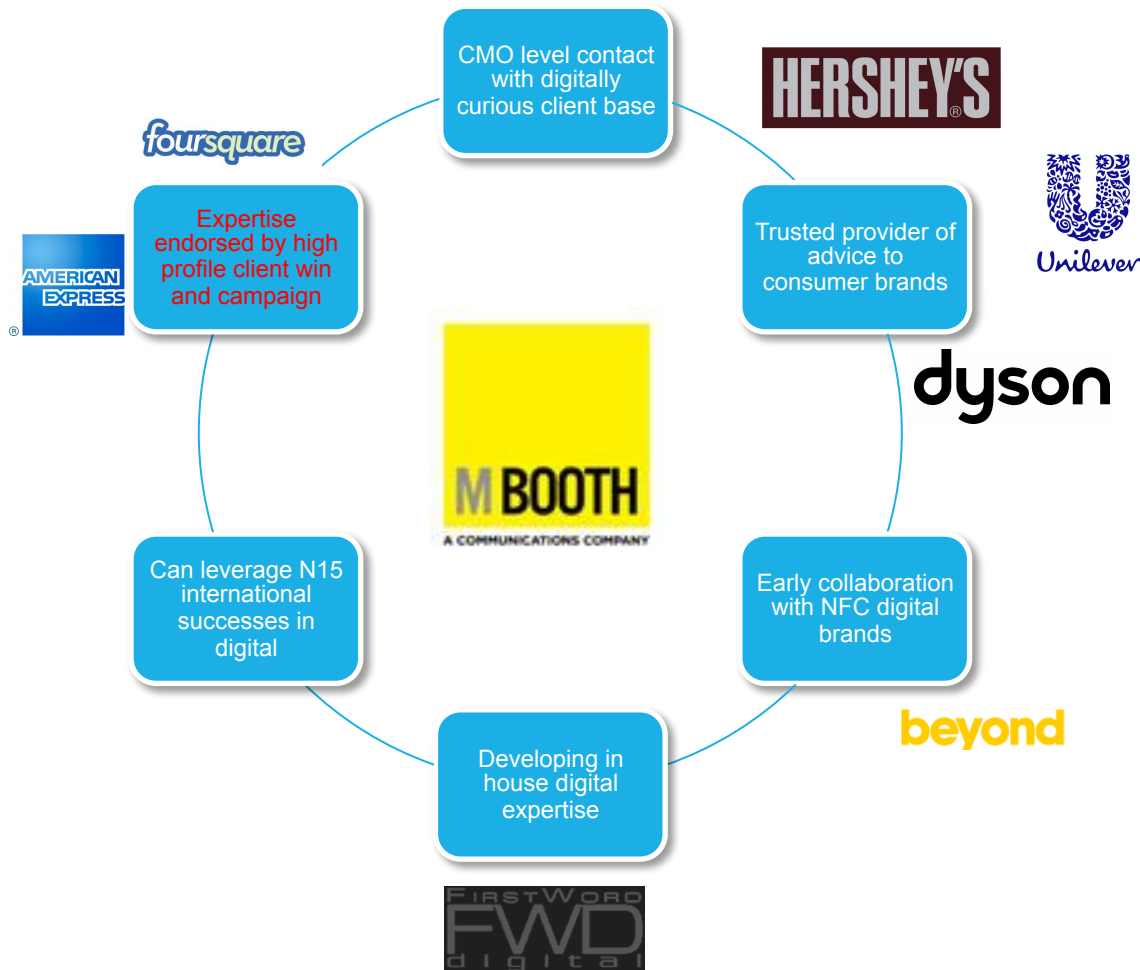 CMO level contact
with digitally
curious client base
HERSHEY'S
®
foursquare
Expertise
endorsed by high
profile client win
and campaign
AMERICAN
EXPRESS
®
Trusted provider of
advice to
consumer brands
Unilever
dyson
M BOOTH
A COMMUNICATIONS COMPANY
Can leverage N15
international
successes in
digital
Early collaboration
with NFC digital
brands
beyond
Developing in
house digital
expertise
FIRSTWORD
FWD
digital